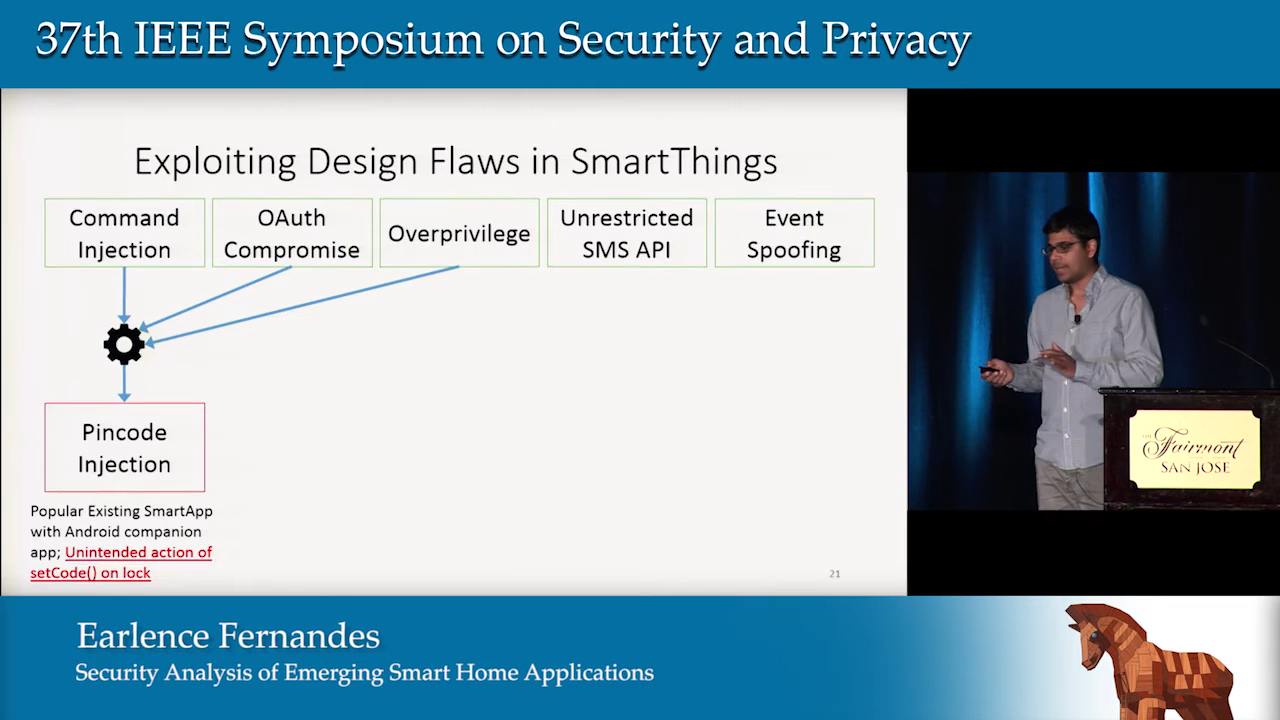 37th IEEE Symposium on Security and Privacy
Exploiting Design Flaws in SmartThings
Command
Injection
OAuth
Compromise
Overprivilege
Unrestricted
SMS API
Event
Spoofing
Pincode
Injection
Popular Existing SmartApp
with Android companion
app; Unintended action of
setCode() on lock
21
THE
Fairmont
SAN JOSE
Earlence Fernandes
Security Analysis of Emerging Smart Home Applications